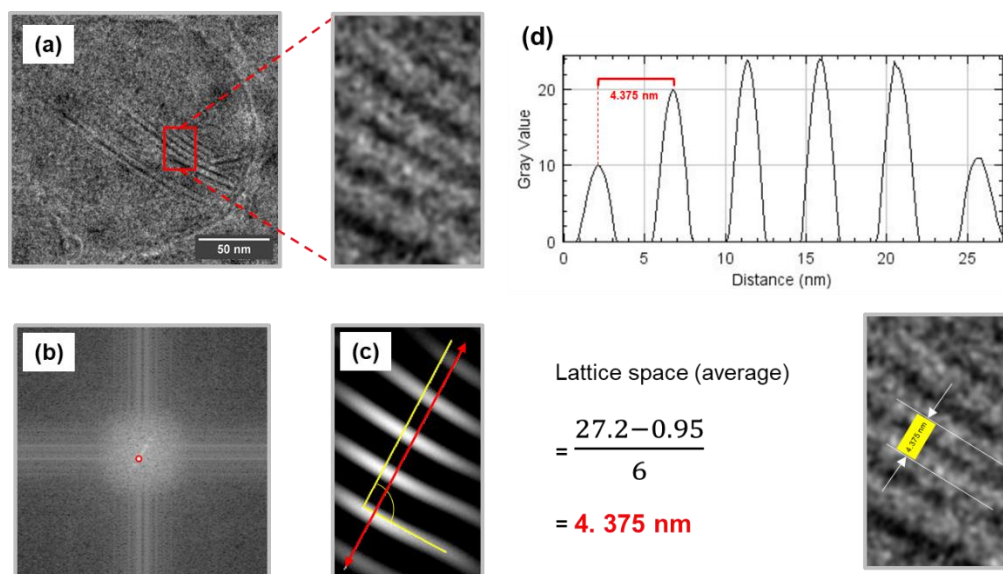 (a)
50 nm
(d)
4.375 nm
Gray Value
20
10
0
0
5
10
15
20
25
Distance (nm)
(b)
(c)
Lattice space (average)
= 27.2−0.95
6
= 4. 375 nm
4.375 nm